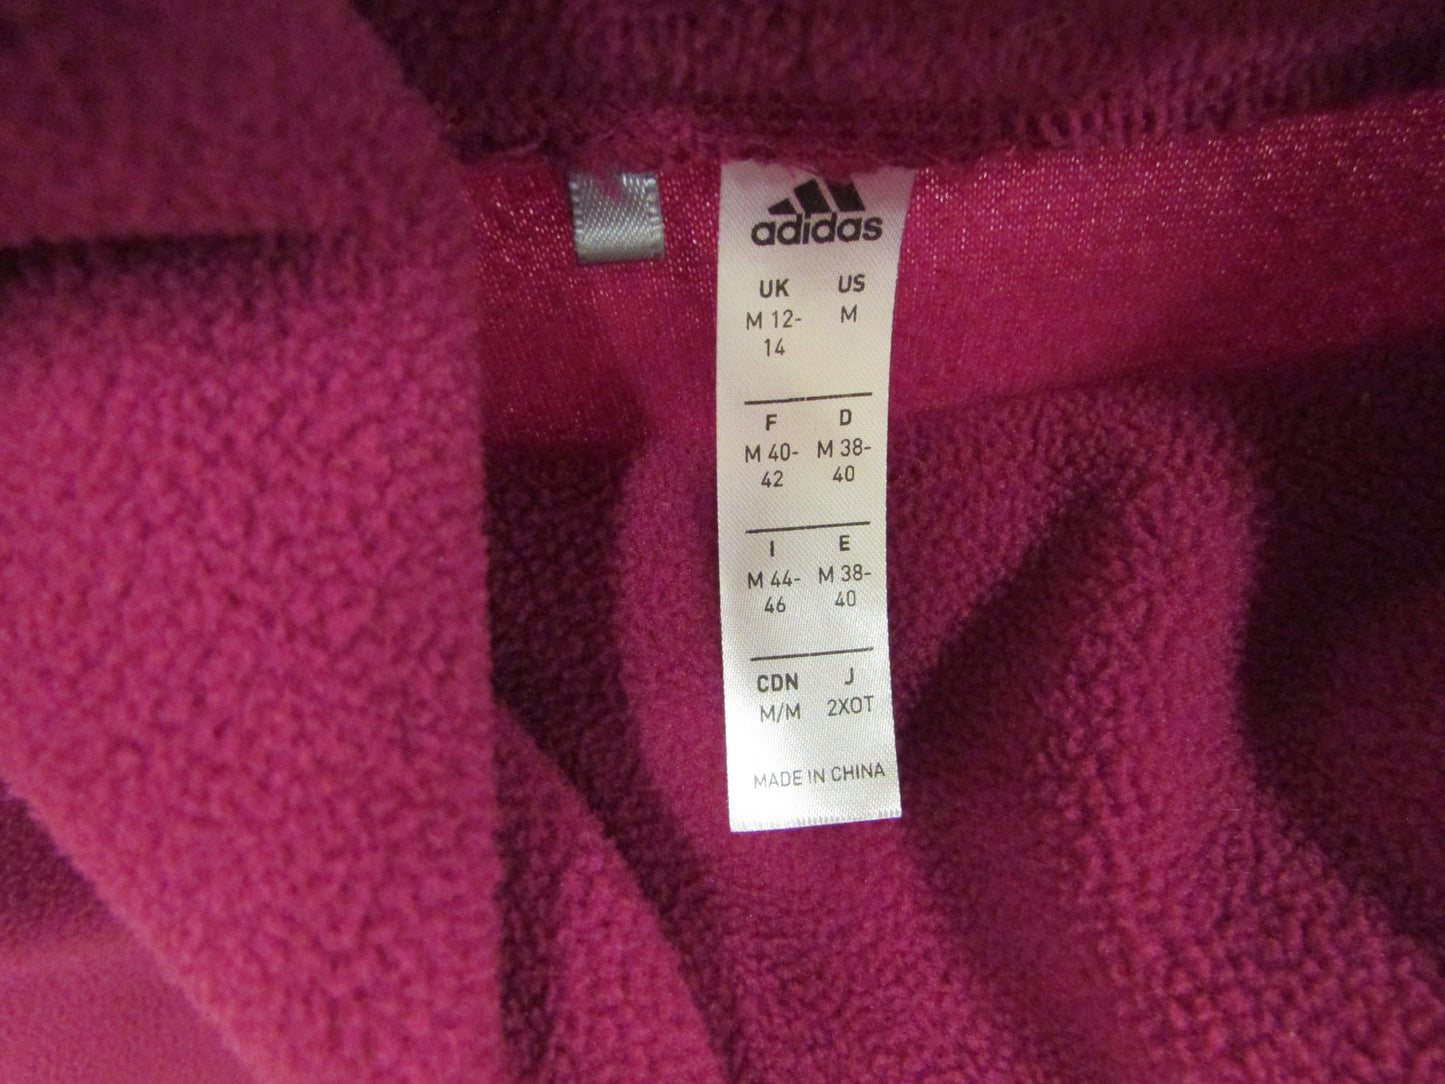 adidas
UK US
M 12- M
14
F D
M 40- M 38-
42 40
I E
M 44- M 38-
46 40
CDN J
M/M 2XOT
MADE IN CHINA